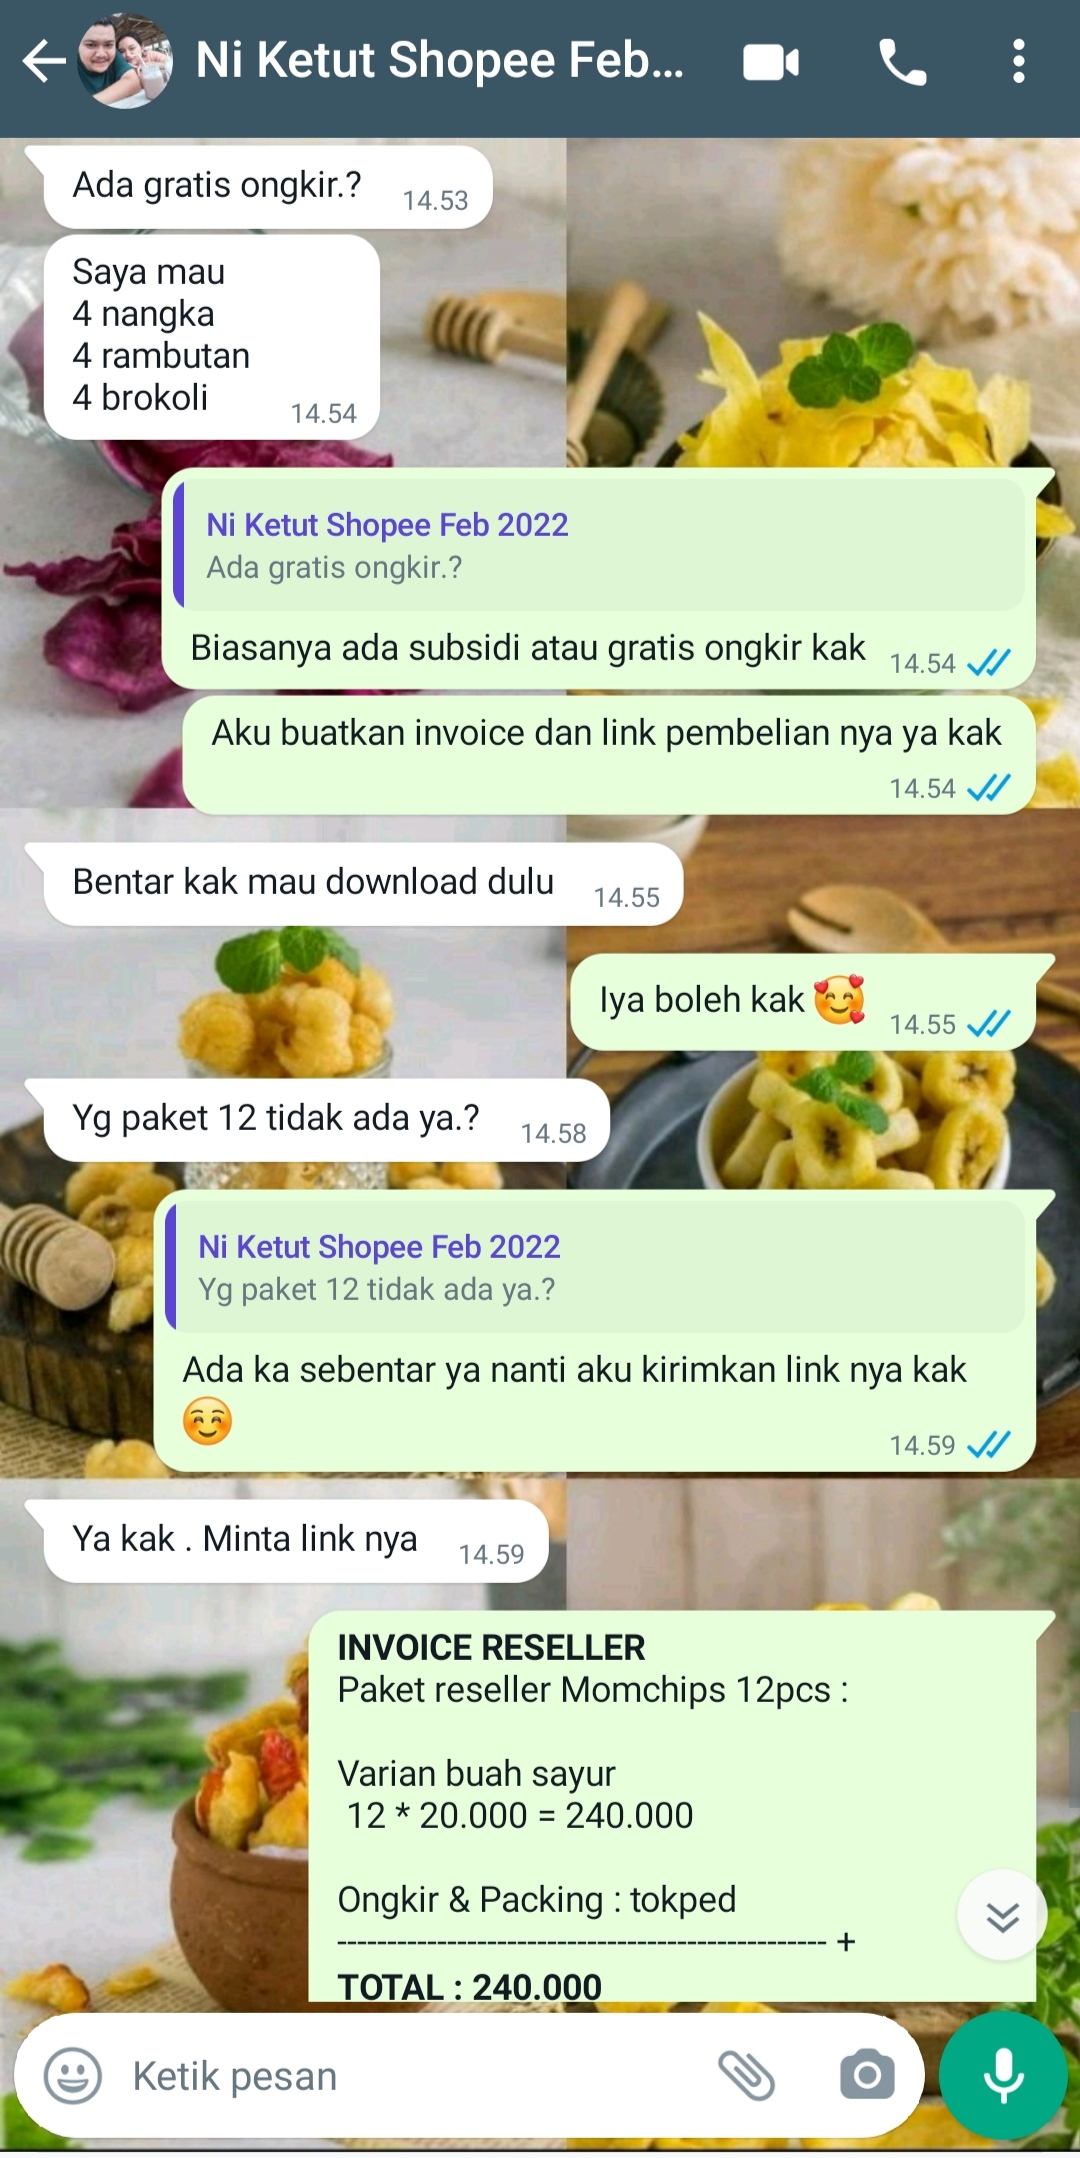 Ni Ketut Shopee Feb...
Ada gratis ongkir.? 14.53
Saya mau
4 nangka
4 rambutan
4 brokoli 14.54
Ni Ketut Shopee Feb 2022
Ada gratis ongkir.?
Biasanya ada subsidi atau gratis ongkir kak 14.54
Aku buatkan invoice dan link pembelian nya ya kak
14.54
Bentar kak mau download dulu 14.55
Iya boleh kak 🥰 14.55
Yg paket 12 tidak ada ya.? 14.58
Ni Ketut Shopee Feb 2022
Yg paket 12 tidak ada ya.?
Ada ka sebentar ya nanti aku kirimkan link nya kak
☺️ 14.59
Ya kak . Minta link nya 14.59
INVOICE RESELLER
Paket reseller Momchips 12pcs :
Varian buah sayur
12 * 20.000 = 240.000
Ongkir & Packing : tokped
------------------------------------------------- +
TOTAL : 240.000
Ketik pesan